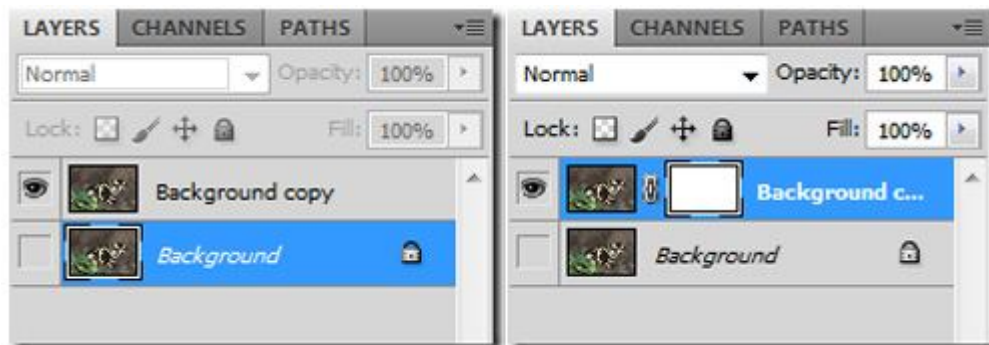 LAYERS CHANNELS PATHS
Normal Opacity: 100%
Lock: Fill: 100%
Background copy
Background
LAYERS CHANNELS PATHS
Normal Opacity: 100%
Lock: Fill: 100%
Background c...
Background